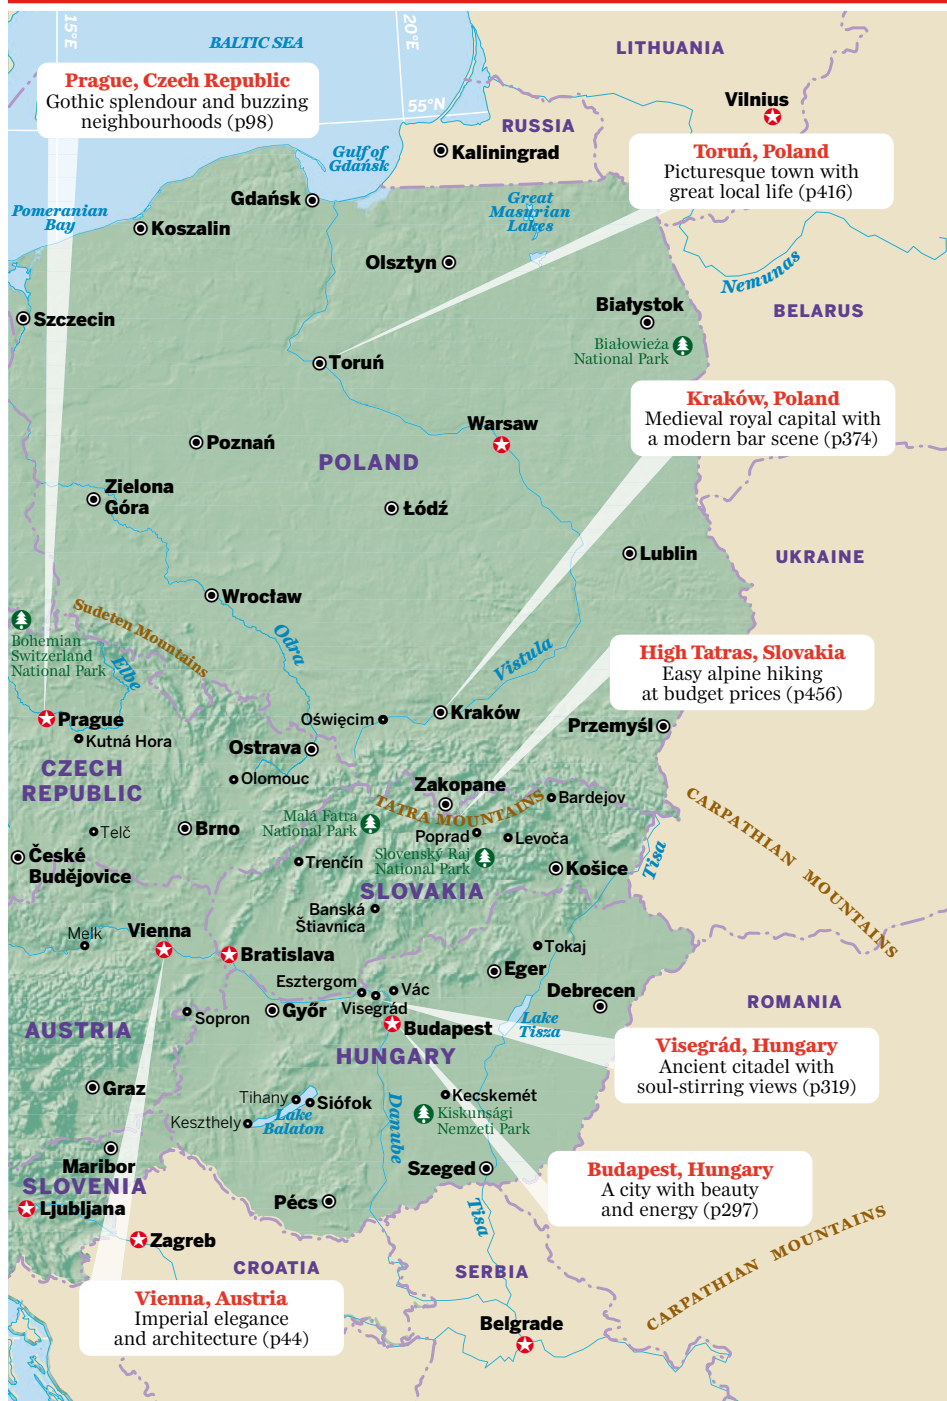 15°E
20°E
BALTIC SEA
LITHUANIA
Prague, Czech Republic
Gothic splendour and buzzing
neighbourhoods (p98)
55°N
Vilnius
RUSSIA
Kaliningrad
Gulf of
Gdańsk
Toruń, Poland
Picturesque town with
great local life (p416)
Gdańsk
Great
Masurian
Lakes
Pomeranian
Bay
Koszalin
Olsztyn
Nemunas
Szczecin
Białystok
BELARUS
Białowieża
National Park
Toruń
Kraków, Poland
Medieval royal capital with
a modern bar scene (p374)
Warsaw
Poznań
POLAND
Zielona
Góra
Łódź
Lublin
UKRAINE
Wrocław
Sudeten Mountains
Bohemian
Switzerland
National Park
Elbe
Odra
Vistula
High Tatras, Slovakia
Easy alpine hiking
at budget prices (p456)
Prague
Kutná Hora
Oświęcim
Kraków
Przemyśl
Ostrava
CZECH
REPUBLIC
Olomouc
Zakopane
TATRA MOUNTAINS
Bardejov
CARPATHIAN MOUNTAINS
Malá Fatra
National Park
Telč
Brno
Poprad
Levoča
Tisa
České
Budějovice
Trenčín
Slovenský Raj
National Park
Košice
SLOVAKIA
Banská
Štiavnica
Melk
Vienna
Bratislava
Tokaj
Eger
Esztergom
Vác
Visegrád
Debrecen
ROMANIA
Sopron
Győr
Budapest
Lake
Tisza
AUSTRIA
HUNGARY
Visegrád, Hungary
Ancient citadel with
soul-stirring views (p319)
Graz
Tihany
Siófok
Kecskemét
Keszthely
Lake
Balaton
Danube
Kiskunsági
Nemzeti Park
Maribor
Szeged
Budapest, Hungary
A city with beauty
and energy (p297)
SLOVENIA
Ljubljana
Pécs
Tisa
Zagreb
CARPATHIAN MOUNTAINS
CROATIA
SERBIA
Vienna, Austria
Imperial elegance
and architecture (p44)
Belgrade